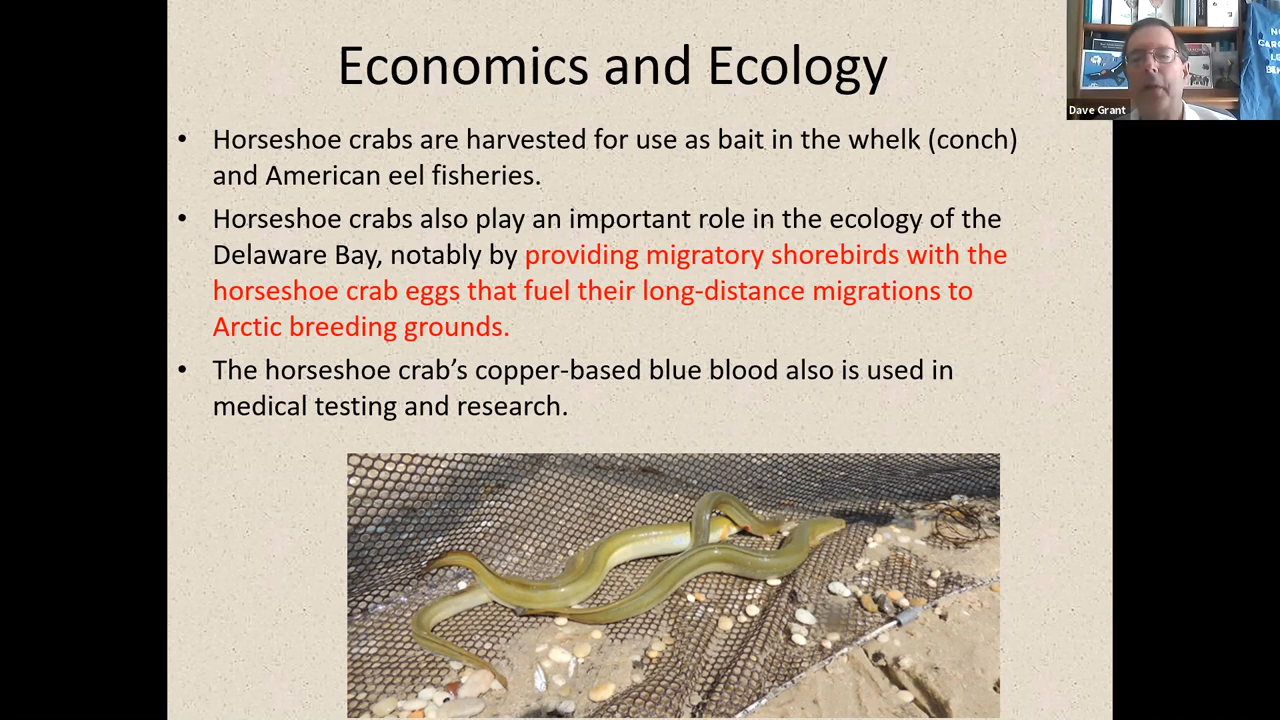 Economics and Ecology
• Horseshoe crabs are harvested for use as bait in the whelk (conch)
and American eel fisheries.
• Horseshoe crabs also play an important role in the ecology of the
Delaware Bay, notably by providing migratory shorebirds with the
horseshoe crab eggs that fuel their long-distance migrations to
Arctic breeding grounds.
• The horseshoe crab’s copper-based blue blood also is used in
medical testing and research.
Dave Grant